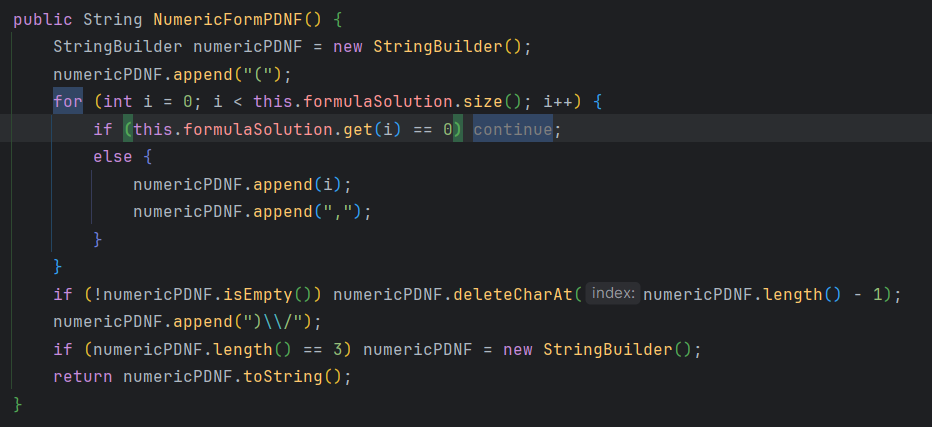 public String NumericFormPDNF() {
    StringBuilder numericPDNF = new StringBuilder();
    numericPDNF.append("(");
    for (int i = 0; i < this.formulaSolution.size(); i++) {
        if (this.formulaSolution.get(i) == 0) continue;
        else {
            numericPDNF.append(i);
            numericPDNF.append(",");
        }
    }
    if (!numericPDNF.isEmpty()) numericPDNF.deleteCharAt( index: numericPDNF.length() - 1);
    numericPDNF.append(")\\/");
    if (numericPDNF.length() == 3) numericPDNF = new StringBuilder();
    return numericPDNF.toString();
}